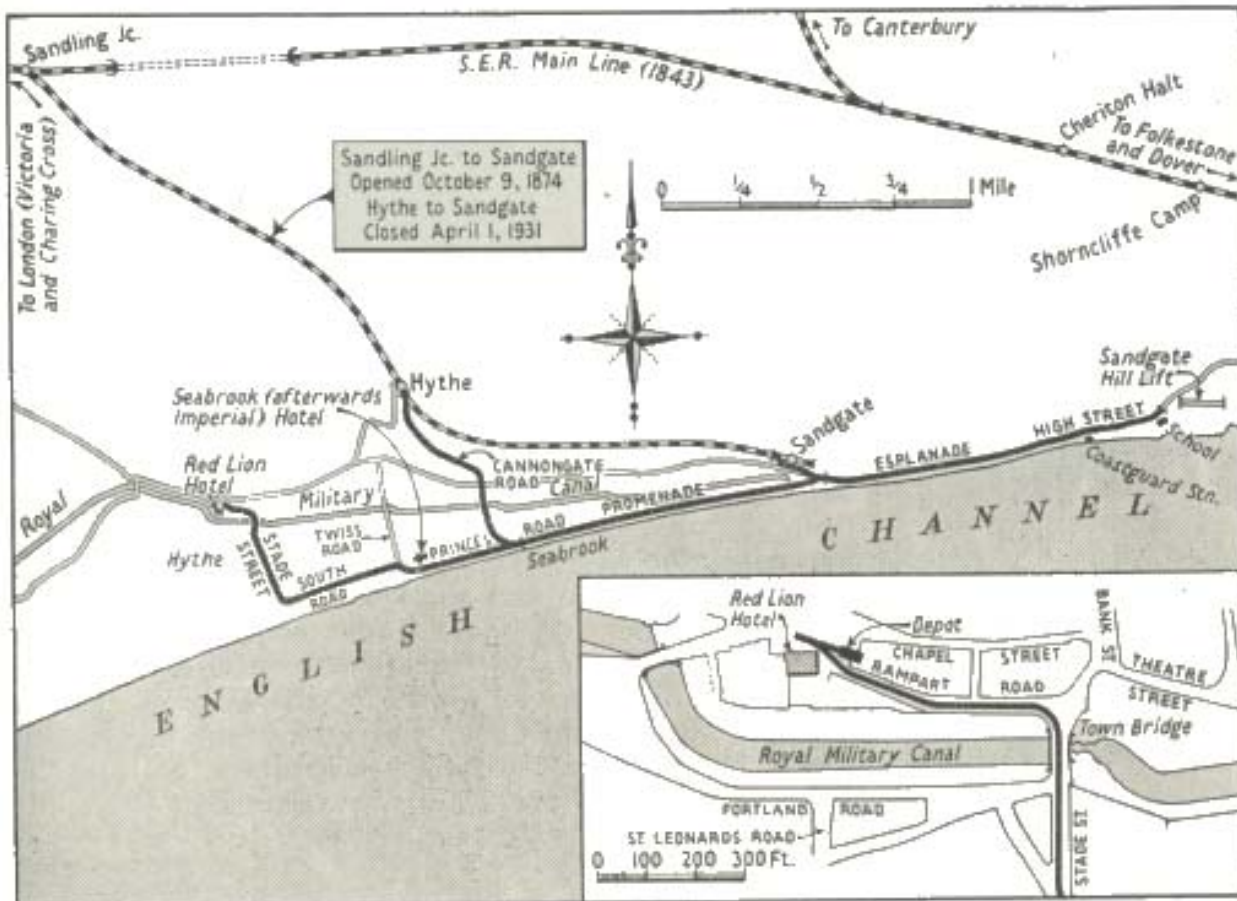 Sandling Jc.
To Canterbury
S.E.R. Main Line (1843)
Cheriton Halt
To Folkestone
and Dover
Shorncliffe Camp
To London (Victoria
and Charing Cross)
Sandling Jc. to Sandgate
Opened October 9, 1874
Hythe to Sandgate
Closed April 1, 1931
0 1/4 1/2 3/4 1 Mile
Hythe
Seabrook (afterwards
Imperial) Hotel
Sandgate
Hill Lift
Sandgate
HIGH STREET
ESPLANADE
School
Coastguard Stn.
Red Lion
Hotel
CANNONGATE
ROAD
Royal
Military
Canal
PROMENADE
TWISS
ROAD
PRINCES
ROAD
Seabrook
Hythe
STADE
STREET
SOUTH
ROAD
ENGLISH
CHANNEL
Red Lion
Hotel
Depot
BANK ST.
CHAPEL
STREET
RAMPART
ROAD
THEATRE
STREET
Town Bridge
Royal Military Canal
PORTLAND
ROAD
ST. LEONARDS ROAD
STADE ST.
0 100 200 300 Ft.